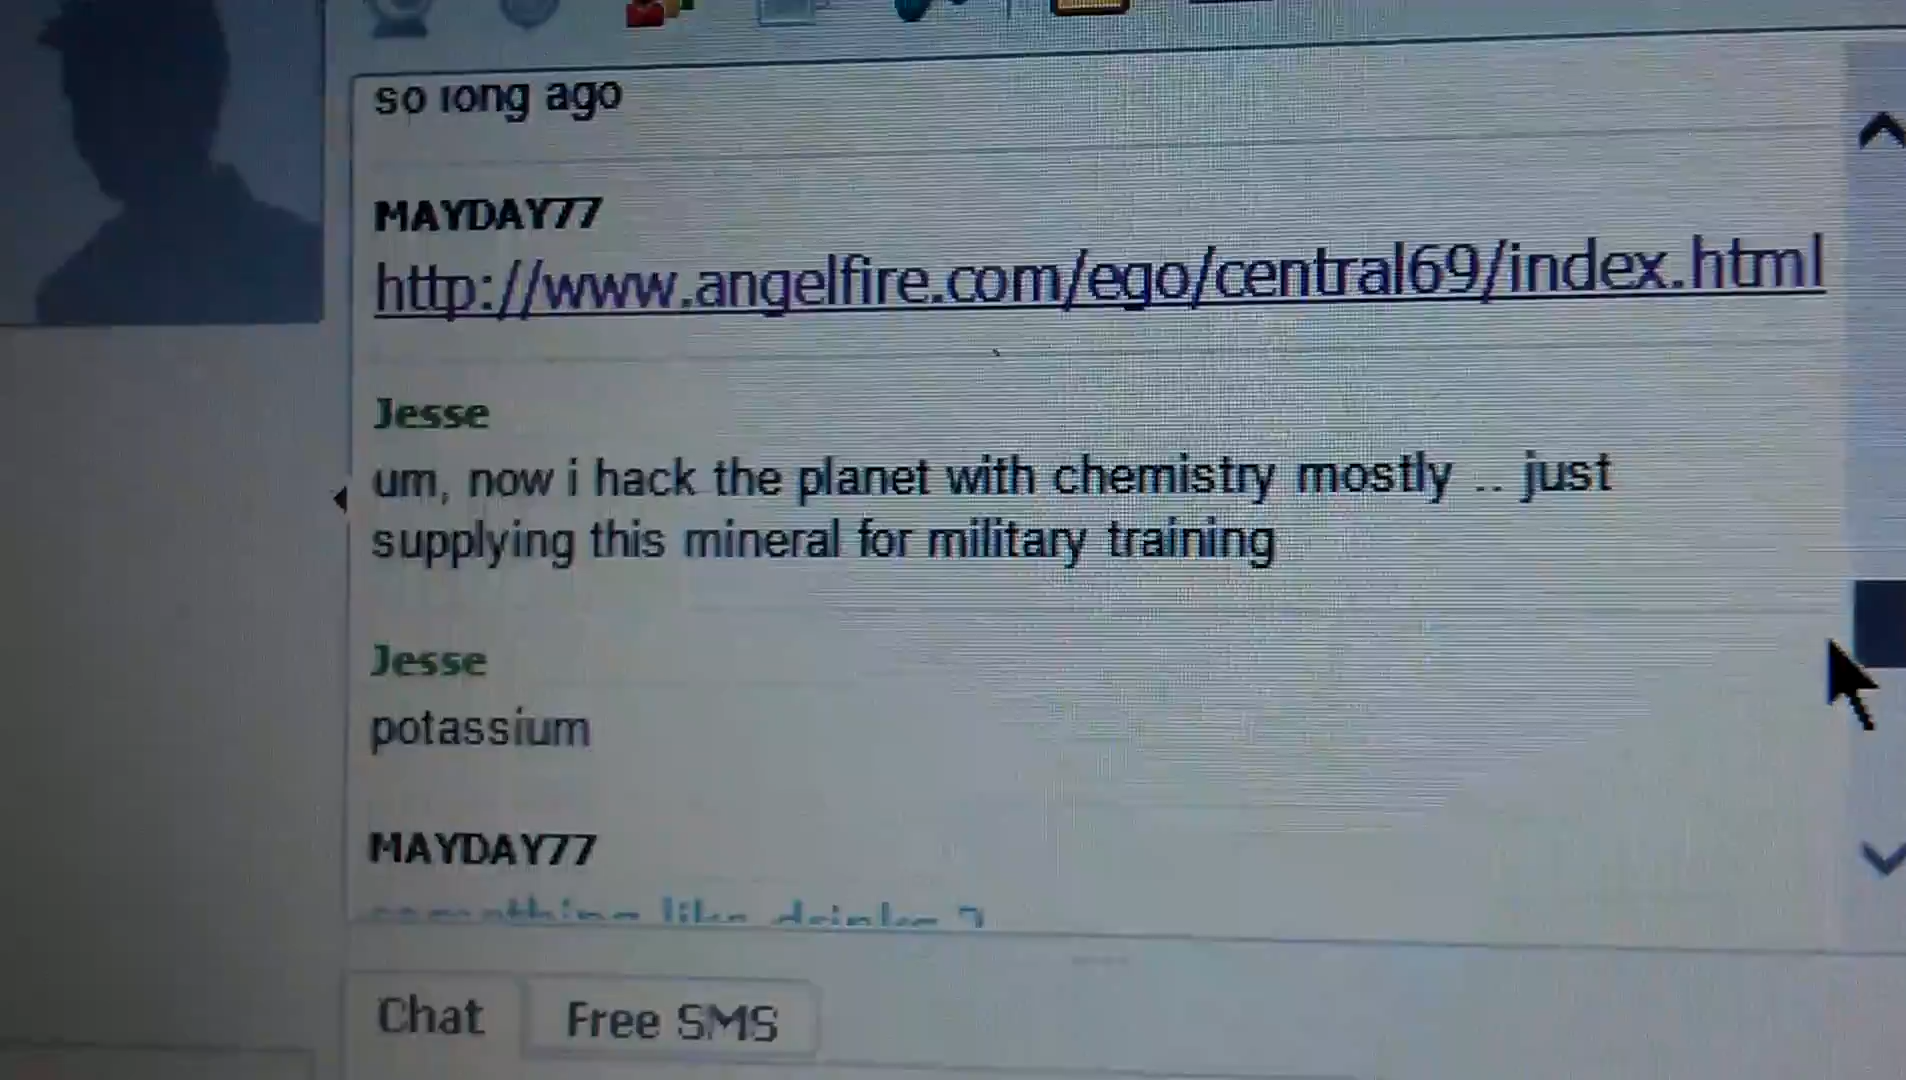 so long ago
MAYDAY77
http://www.angelfire.com/ego/central69/index.html
Jesse
um, now i hack the planet with chemistry mostly .. just
supplying this mineral for military training
Jesse
potassium
MAYDAY77
like
Chat
Free SMS